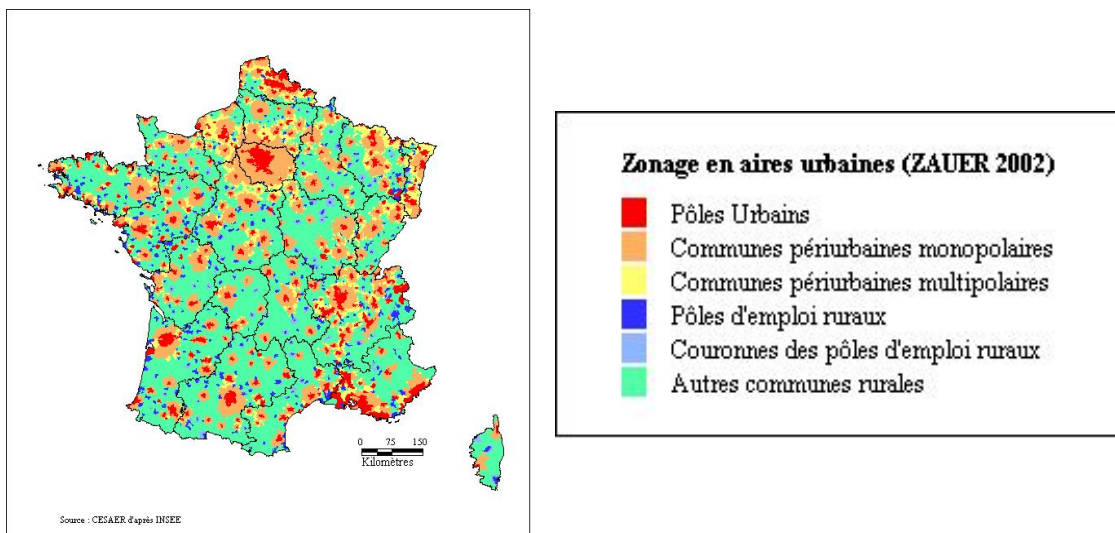 0 75 150
Kilomètres
Source : CESAER d'après INSEE
Zonage en aires urbaines (ZAUER 2002)
Pôles Urbains
Communes périurbaines monopolaires
Communes périurbaines multipolaires
Pôles d'emploi ruraux
Couronnes des pôles d'emploi ruraux
Autres communes rurales